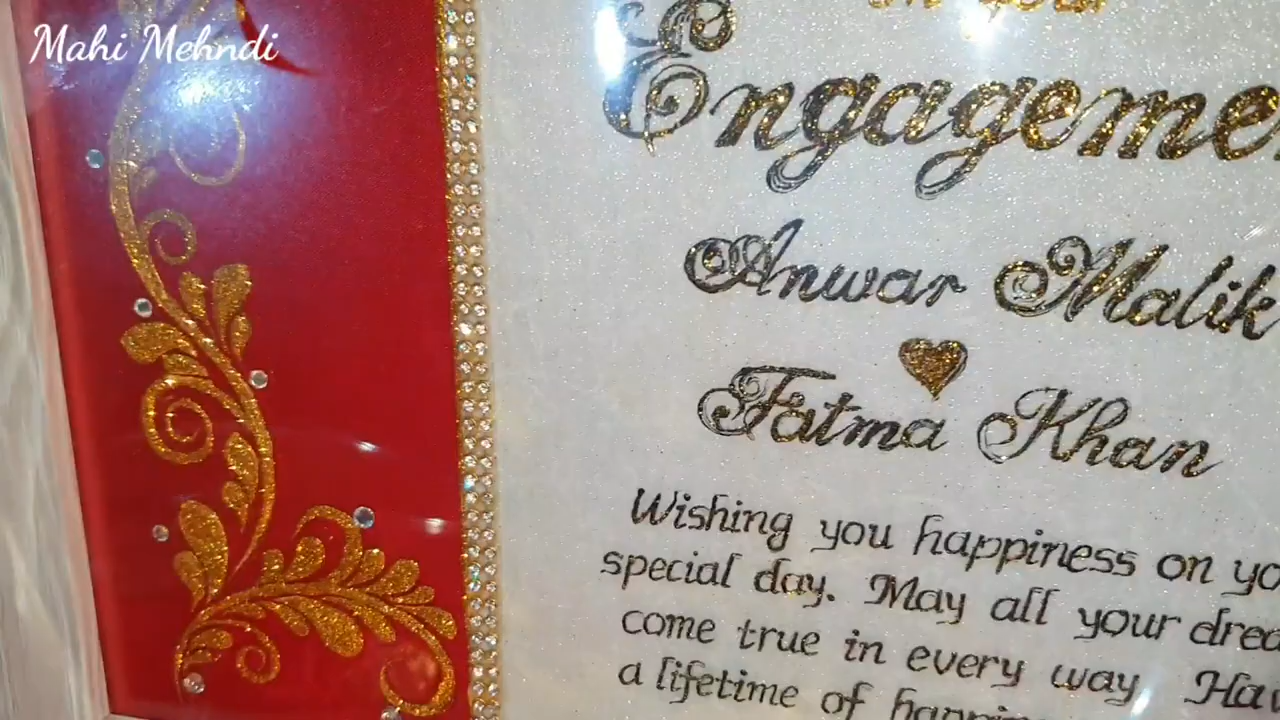 Mahi Mehndi
Engageme
Anwar Malik
Fatma Khan
Wishing you happiness on yo
special day. May all your drea
come true in every way. Hav
a lifetime of